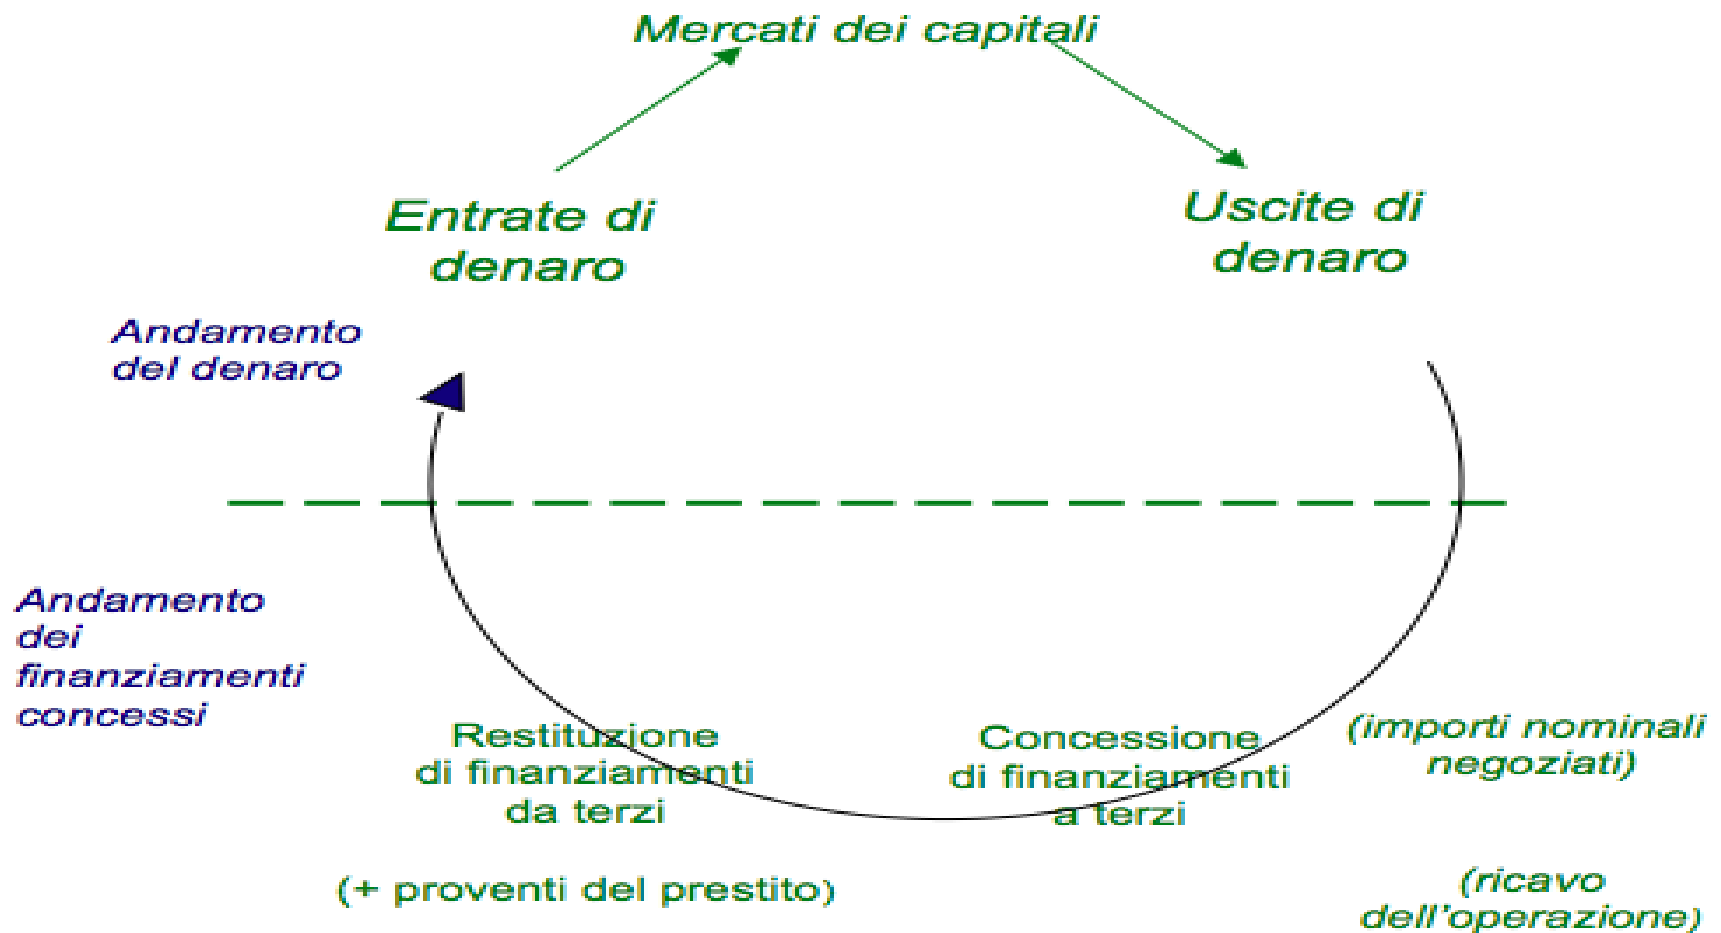 Mercati dei capitali
Entrate di
denaro
Uscite di
denaro
Andamento
del denaro
Andamento
dei
finanziamenti
concessi
Restituzione
di finanziamenti
da terzi
Concessione
di finanziamenti
a terzi
(importi nominali
negoziati)
(+ proventi del prestito)
(ricavo
dell'operazione)